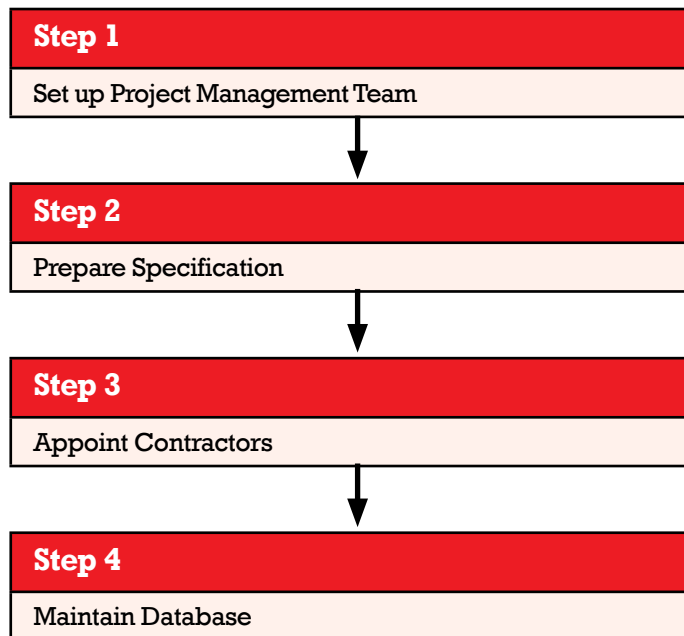 Step 1
Set up Project Management Team
Step 2
Prepare Specification
Step 3
Appoint Contractors
Step 4
Maintain Database